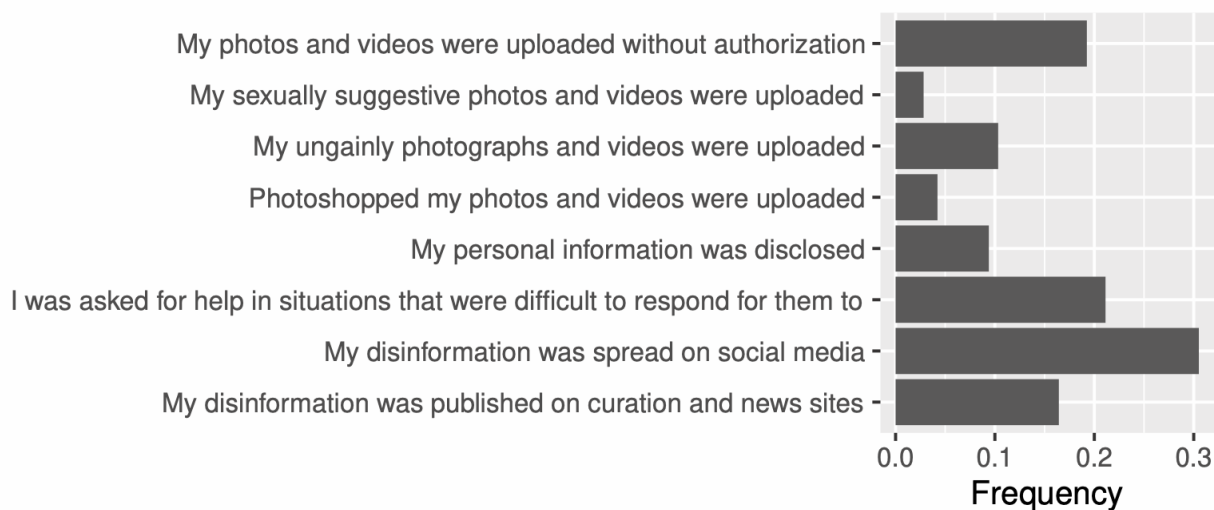 My photos and videos were uploaded without authorization
My sexually suggestive photos and videos were uploaded
My ungainly photographs and videos were uploaded
Photoshopped my photos and videos were uploaded
My personal information was disclosed
I was asked for help in situations that were difficult to respond for them to
My disinformation was spread on social media
My disinformation was published on curation and news sites
0.0 0.1 0.2 0.3
Frequency